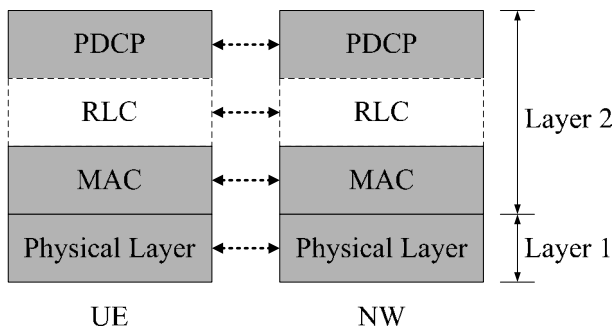 PDCP PDCP
RLC RLC
Layer 2
MAC MAC
Physical Layer Physical Layer
Layer 1
UE NW